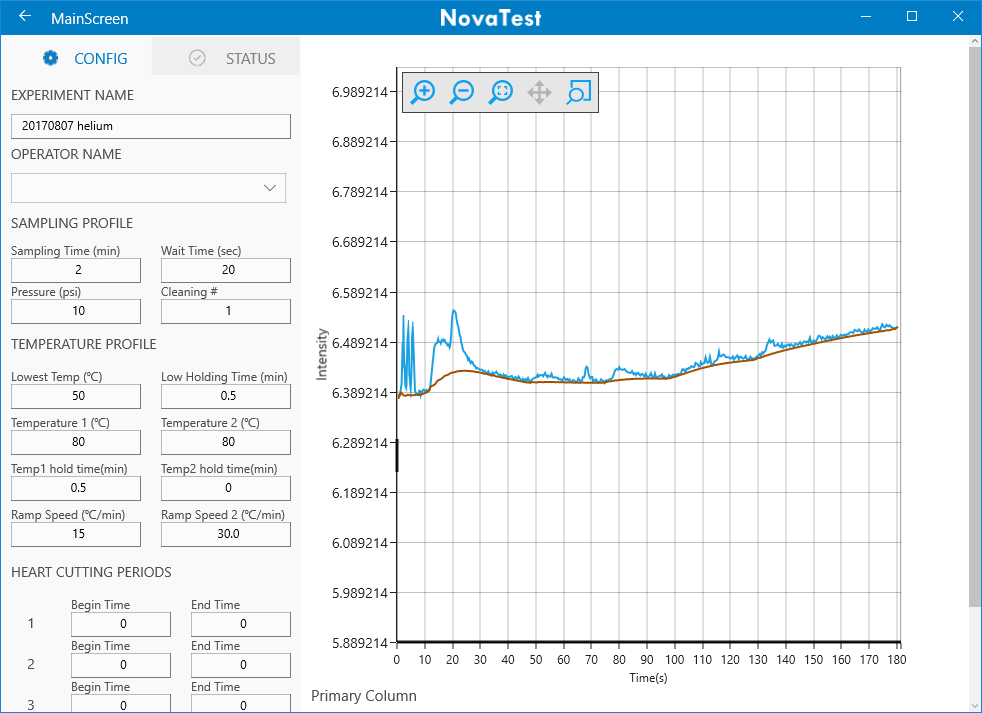 MainScreen
NovaTest
CONFIG
STATUS
EXPERIMENT NAME
20170807 helium
OPERATOR NAME
SAMPLING PROFILE
Sampling Time (min) Wait Time (sec)
2 20
Pressure (psi) Cleaning #
10 1
TEMPERATURE PROFILE
Lowest Temp (℃) Low Holding Time (min)
50 0.5
Temperature 1 (℃) Temperature 2 (℃)
80 80
Temp1 hold time(min) Temp2 hold time(min)
0.5 0
Ramp Speed (℃/min) Ramp Speed 2 (℃/min)
15 30.0
HEART CUTTING PERIODS
Begin Time End Time
1 0 0
Begin Time End Time
2 0 0
Begin Time End Time
3 0 0
6.989214
6.889214
6.789214
6.689214
6.589214
6.489214
6.389214
6.289214
6.189214
6.089214
5.989214
5.889214
Intensity
0 10 20 30 40 50 60 70 80 90 100 110 120 130 140 150 160 170 180
Time(s)
Primary Column